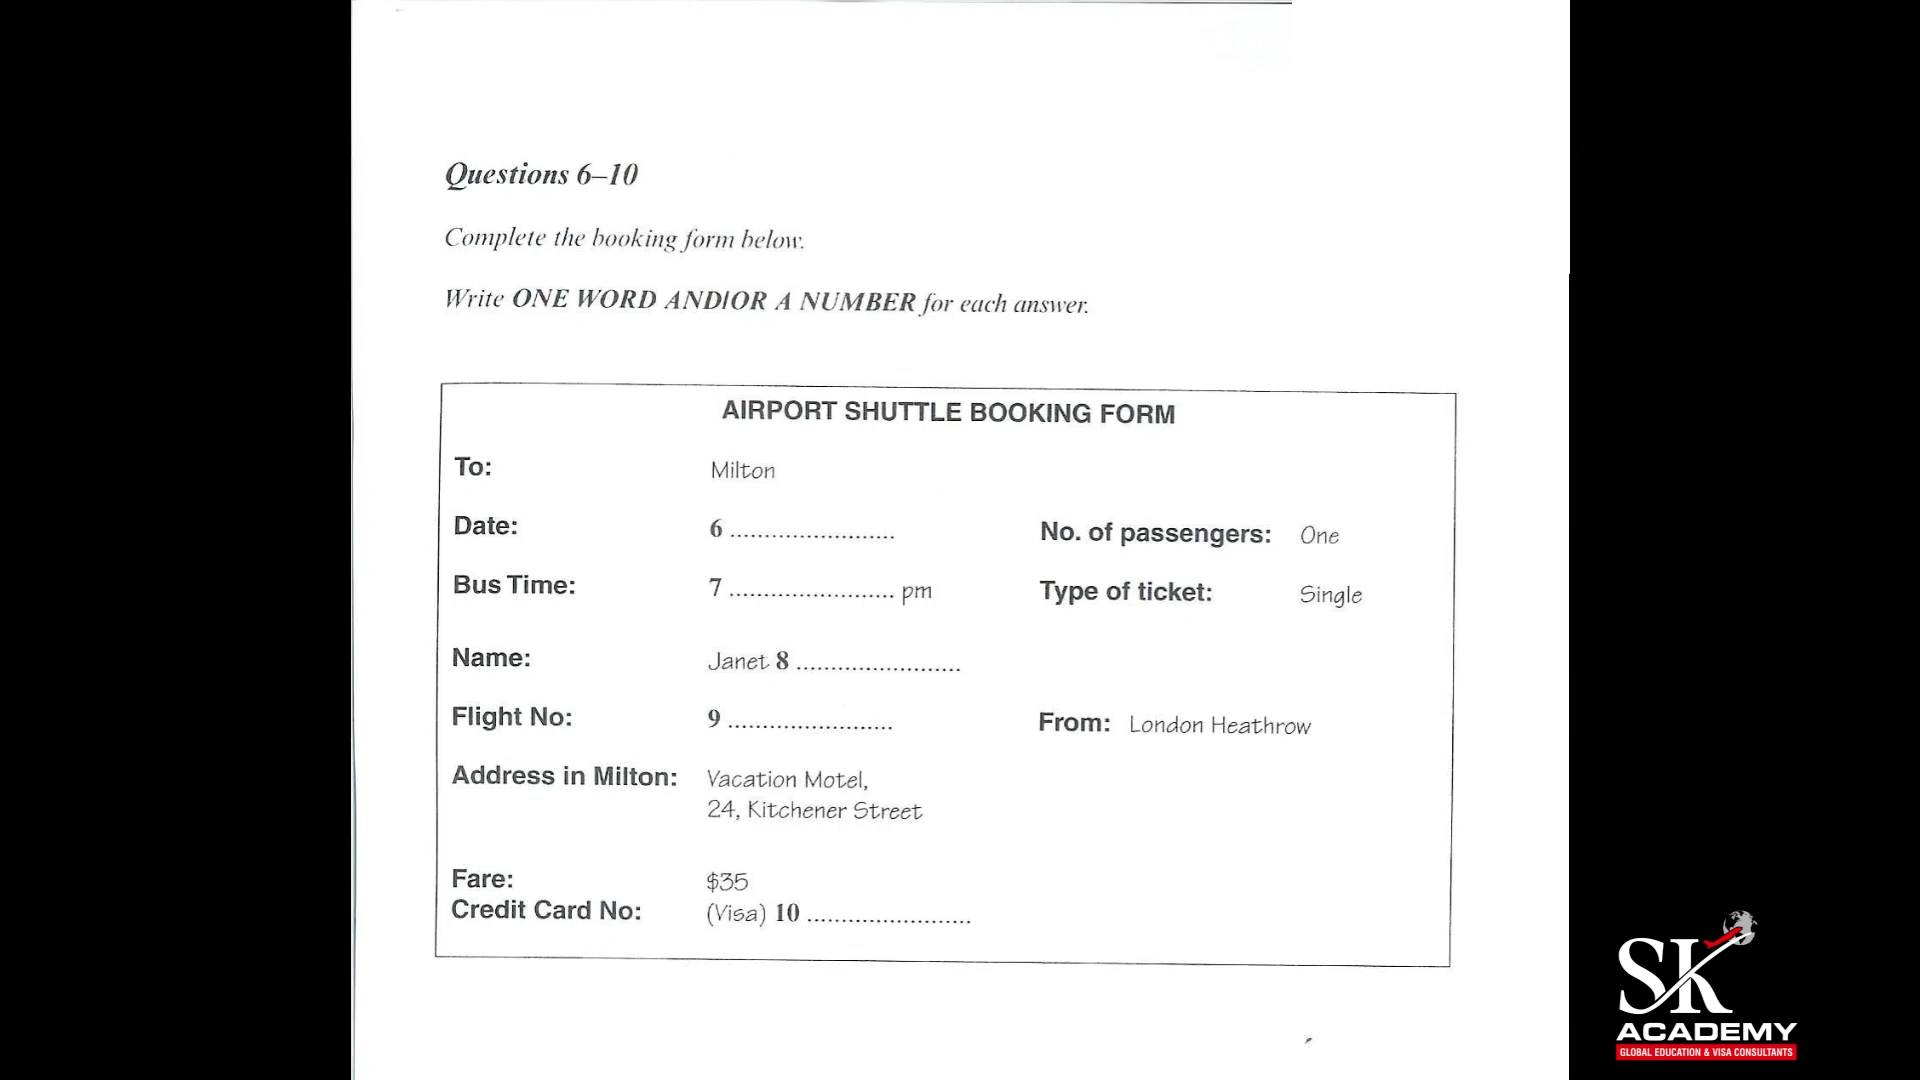 Questions 6–10
Complete the booking form below.
Write ONE WORD AND/OR A NUMBER for each answer.
AIRPORT SHUTTLE BOOKING FORM
To: Milton
Date: 6 ........................ No. of passengers: One
Bus Time: 7 ........................ pm Type of ticket: Single
Name: Janet 8 ........................
Flight No: 9 ........................ From: London Heathrow
Address in Milton: Vacation Motel,
24, Kitchener Street
Fare: $35
Credit Card No: (Visa) 10 ........................
SK
ACADEMY
GLOBAL EDUCATION & VISA CONSULTANTS